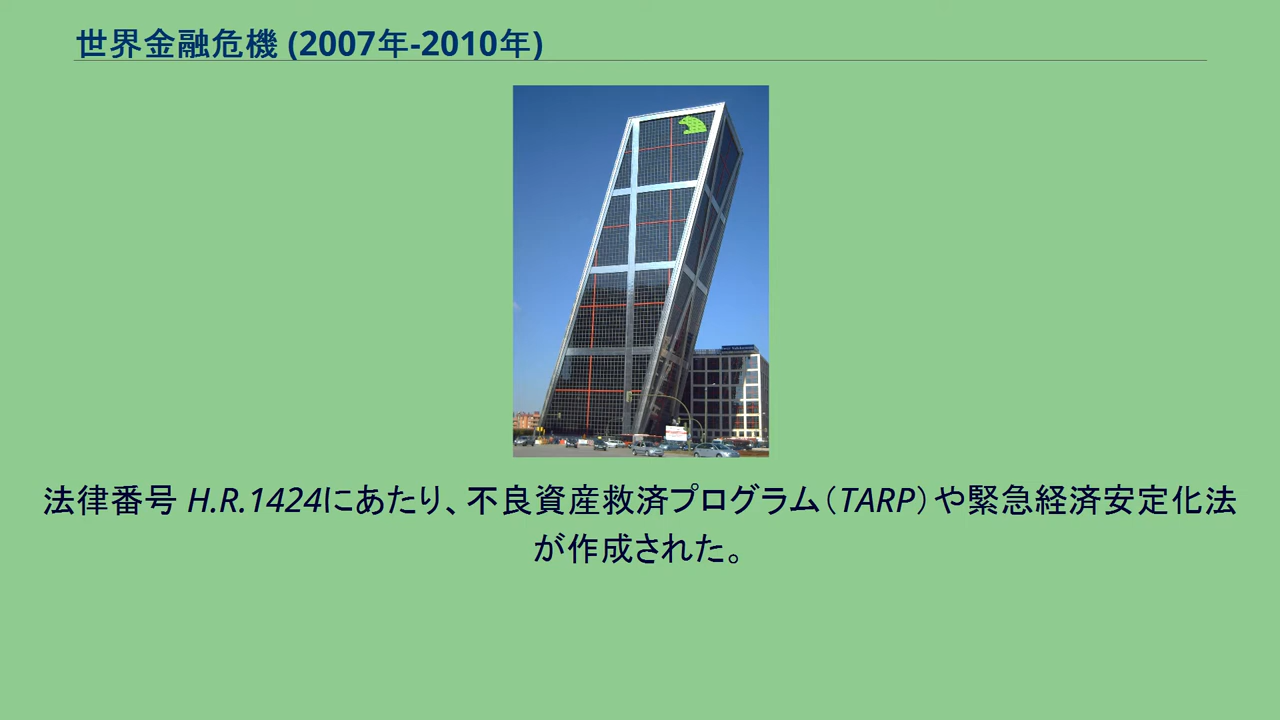 世界金融危機 (2007年-2010年)
法律番号 H.R.1424にあたり、不良資産救済プログラム（TARP）や緊急経済安定化法
が作成された。